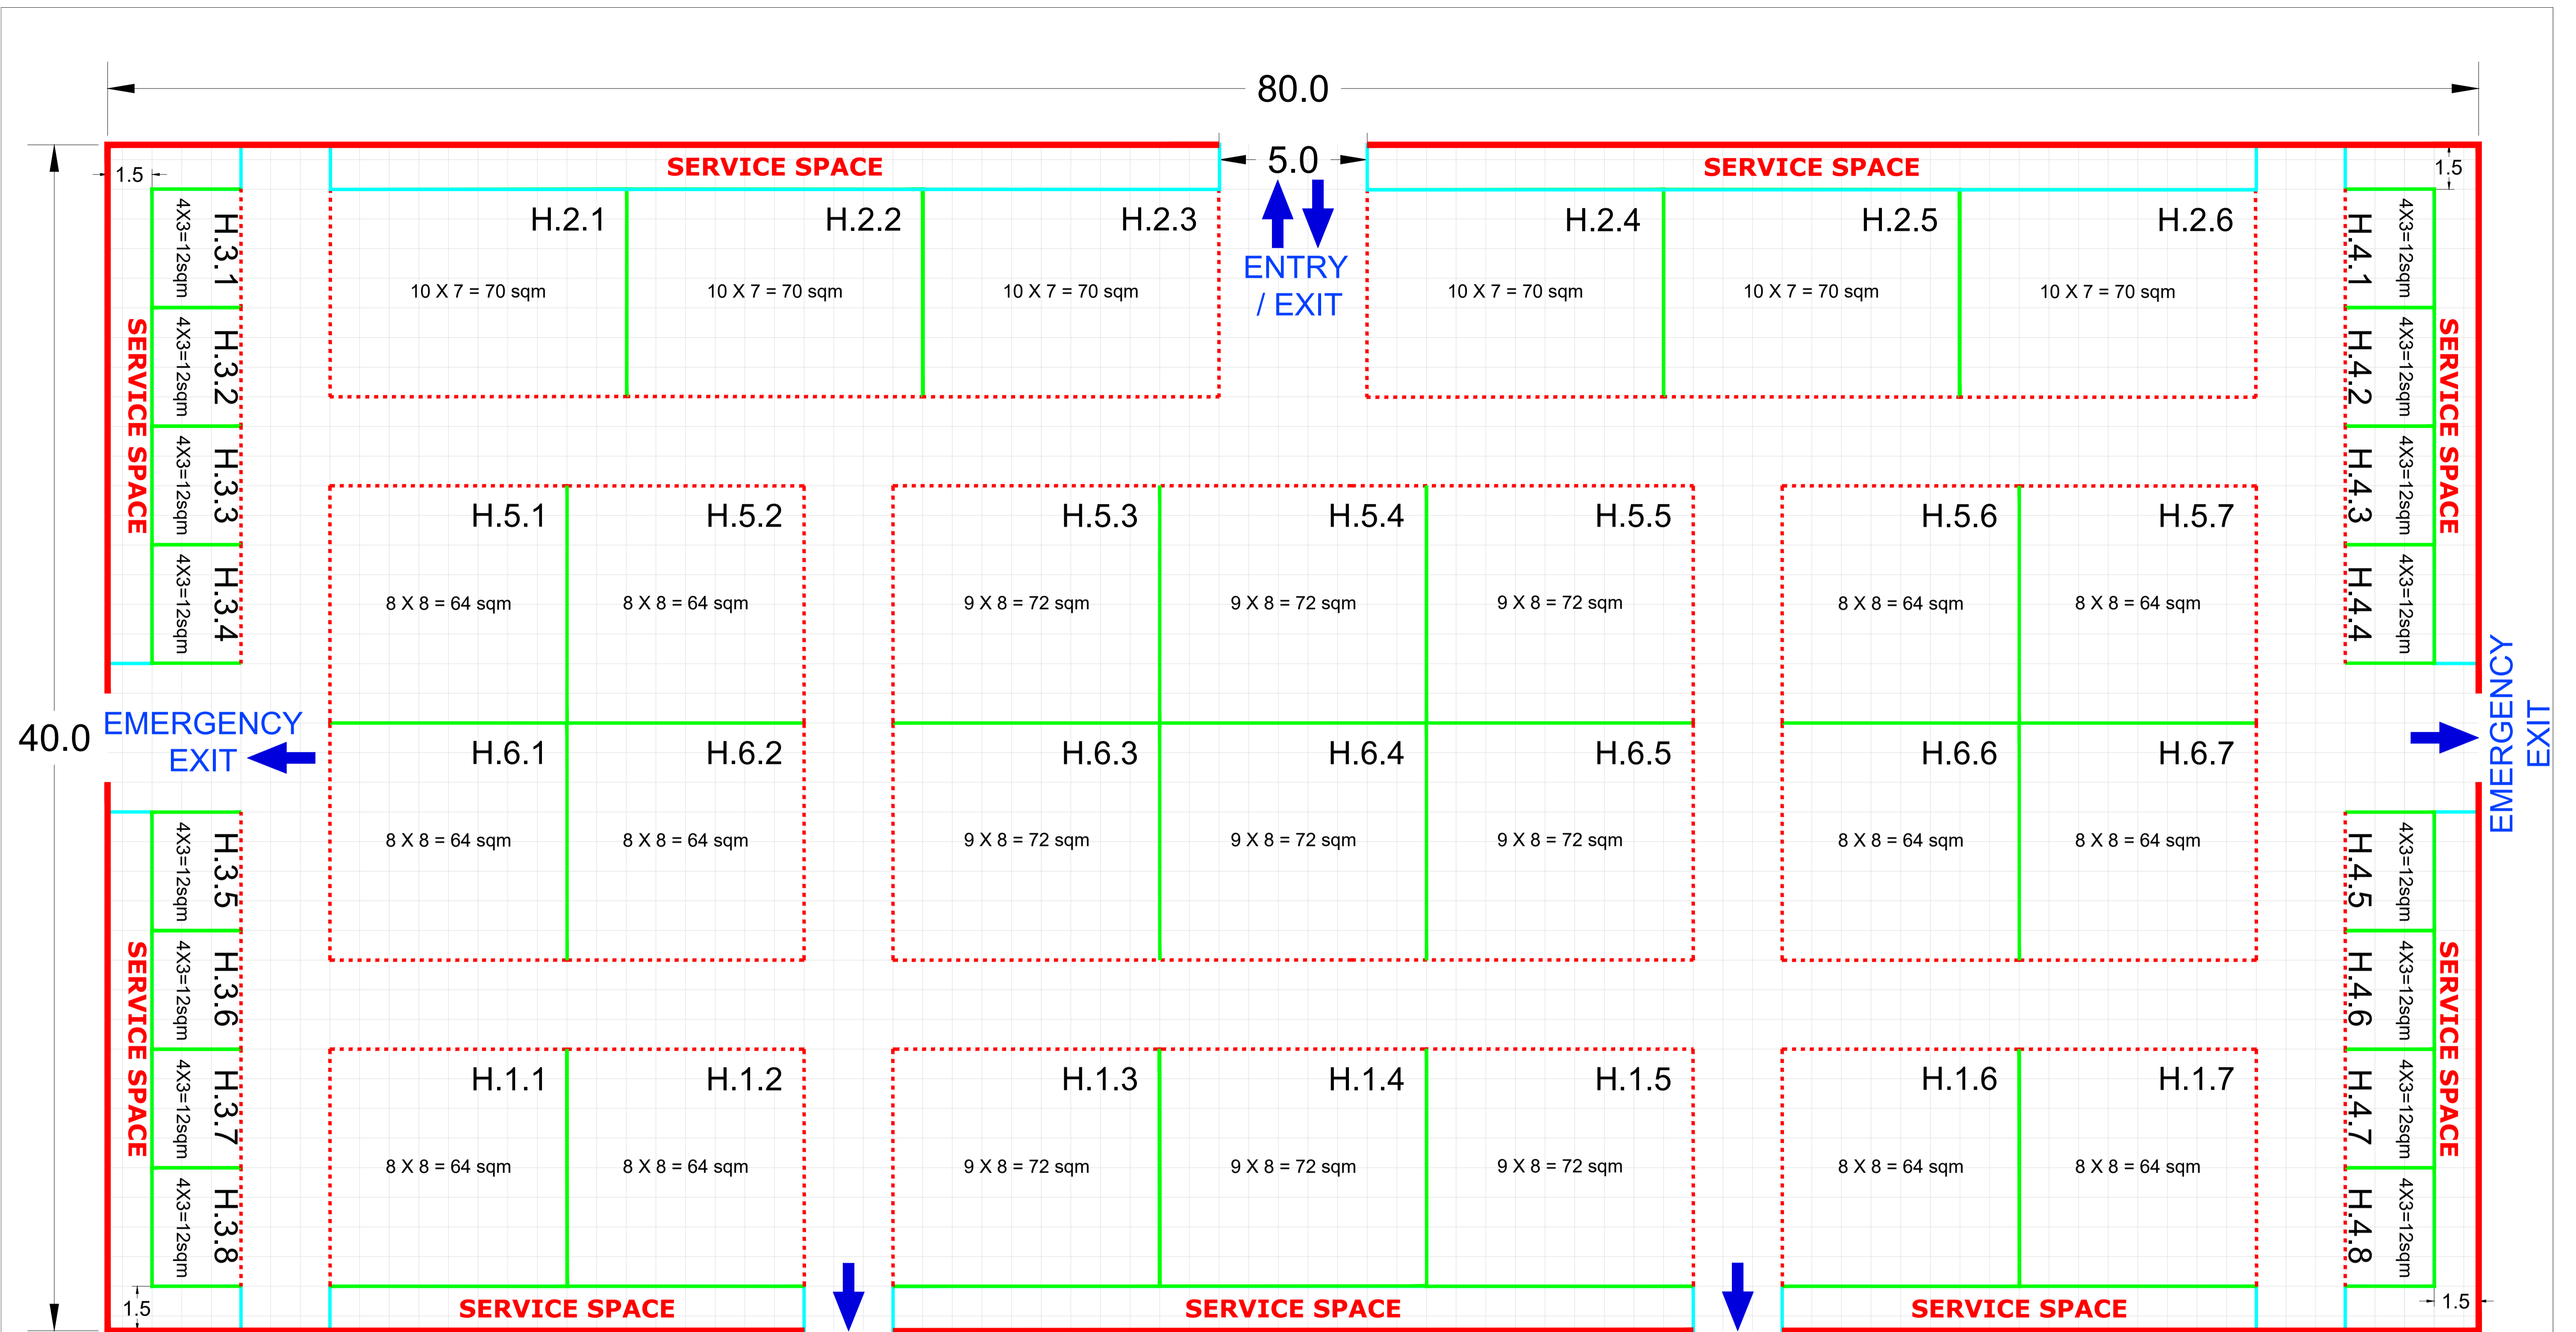 80.0
SERVICE SPACE
5.0
SERVICE SPACE
1.5
1.5
H.2.1
H.2.2
H.2.3
H.2.4
H.2.5
H.2.6
ENTRY
/ EXIT
10 X 7 = 70 sqm
10 X 7 = 70 sqm
10 X 7 = 70 sqm
10 X 7 = 70 sqm
10 X 7 = 70 sqm
10 X 7 = 70 sqm
SERVICE SPACE
4X3=12sqm
H.3.1
4X3=12sqm
H.3.2
4X3=12sqm
H.3.3
4X3=12sqm
H.3.4
H.4.1
4X3=12sqm
H.4.2
4X3=12sqm
H.4.3
4X3=12sqm
H.4.4
4X3=12sqm
SERVICE SPACE
H.5.1
H.5.2
H.5.3
H.5.4
H.5.5
H.5.6
H.5.7
8 X 8 = 64 sqm
8 X 8 = 64 sqm
9 X 8 = 72 sqm
9 X 8 = 72 sqm
9 X 8 = 72 sqm
8 X 8 = 64 sqm
8 X 8 = 64 sqm
40.0
EMERGENCY
EXIT
EMERGENCY
EXIT
H.6.1
H.6.2
H.6.3
H.6.4
H.6.5
H.6.6
H.6.7
8 X 8 = 64 sqm
8 X 8 = 64 sqm
9 X 8 = 72 sqm
9 X 8 = 72 sqm
9 X 8 = 72 sqm
8 X 8 = 64 sqm
8 X 8 = 64 sqm
SERVICE SPACE
4X3=12sqm
H.3.5
4X3=12sqm
H.3.6
4X3=12sqm
H.3.7
4X3=12sqm
H.3.8
H.4.5
4X3=12sqm
H.4.6
4X3=12sqm
H.4.7
4X3=12sqm
H.4.8
4X3=12sqm
SERVICE SPACE
H.1.1
H.1.2
H.1.3
H.1.4
H.1.5
H.1.6
H.1.7
8 X 8 = 64 sqm
8 X 8 = 64 sqm
9 X 8 = 72 sqm
9 X 8 = 72 sqm
9 X 8 = 72 sqm
8 X 8 = 64 sqm
8 X 8 = 64 sqm
1.5
SERVICE SPACE
SERVICE SPACE
SERVICE SPACE
1.5